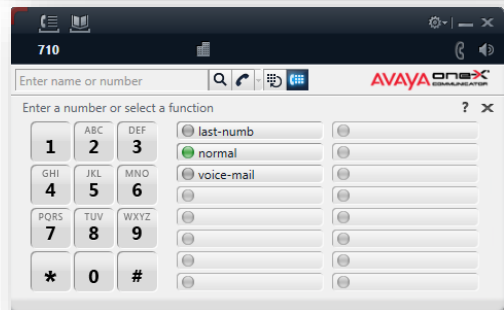 710
Enter name or number
AVAYA one-X
COMMUNICATOR
Enter a number or select a function ?
1 ABC 2 DEF 3
last-numb
normal
GHI 4 JKL 5 MNO 6
voice-mail
PQRS 7 TUV 8 WXYZ 9
* 0 #